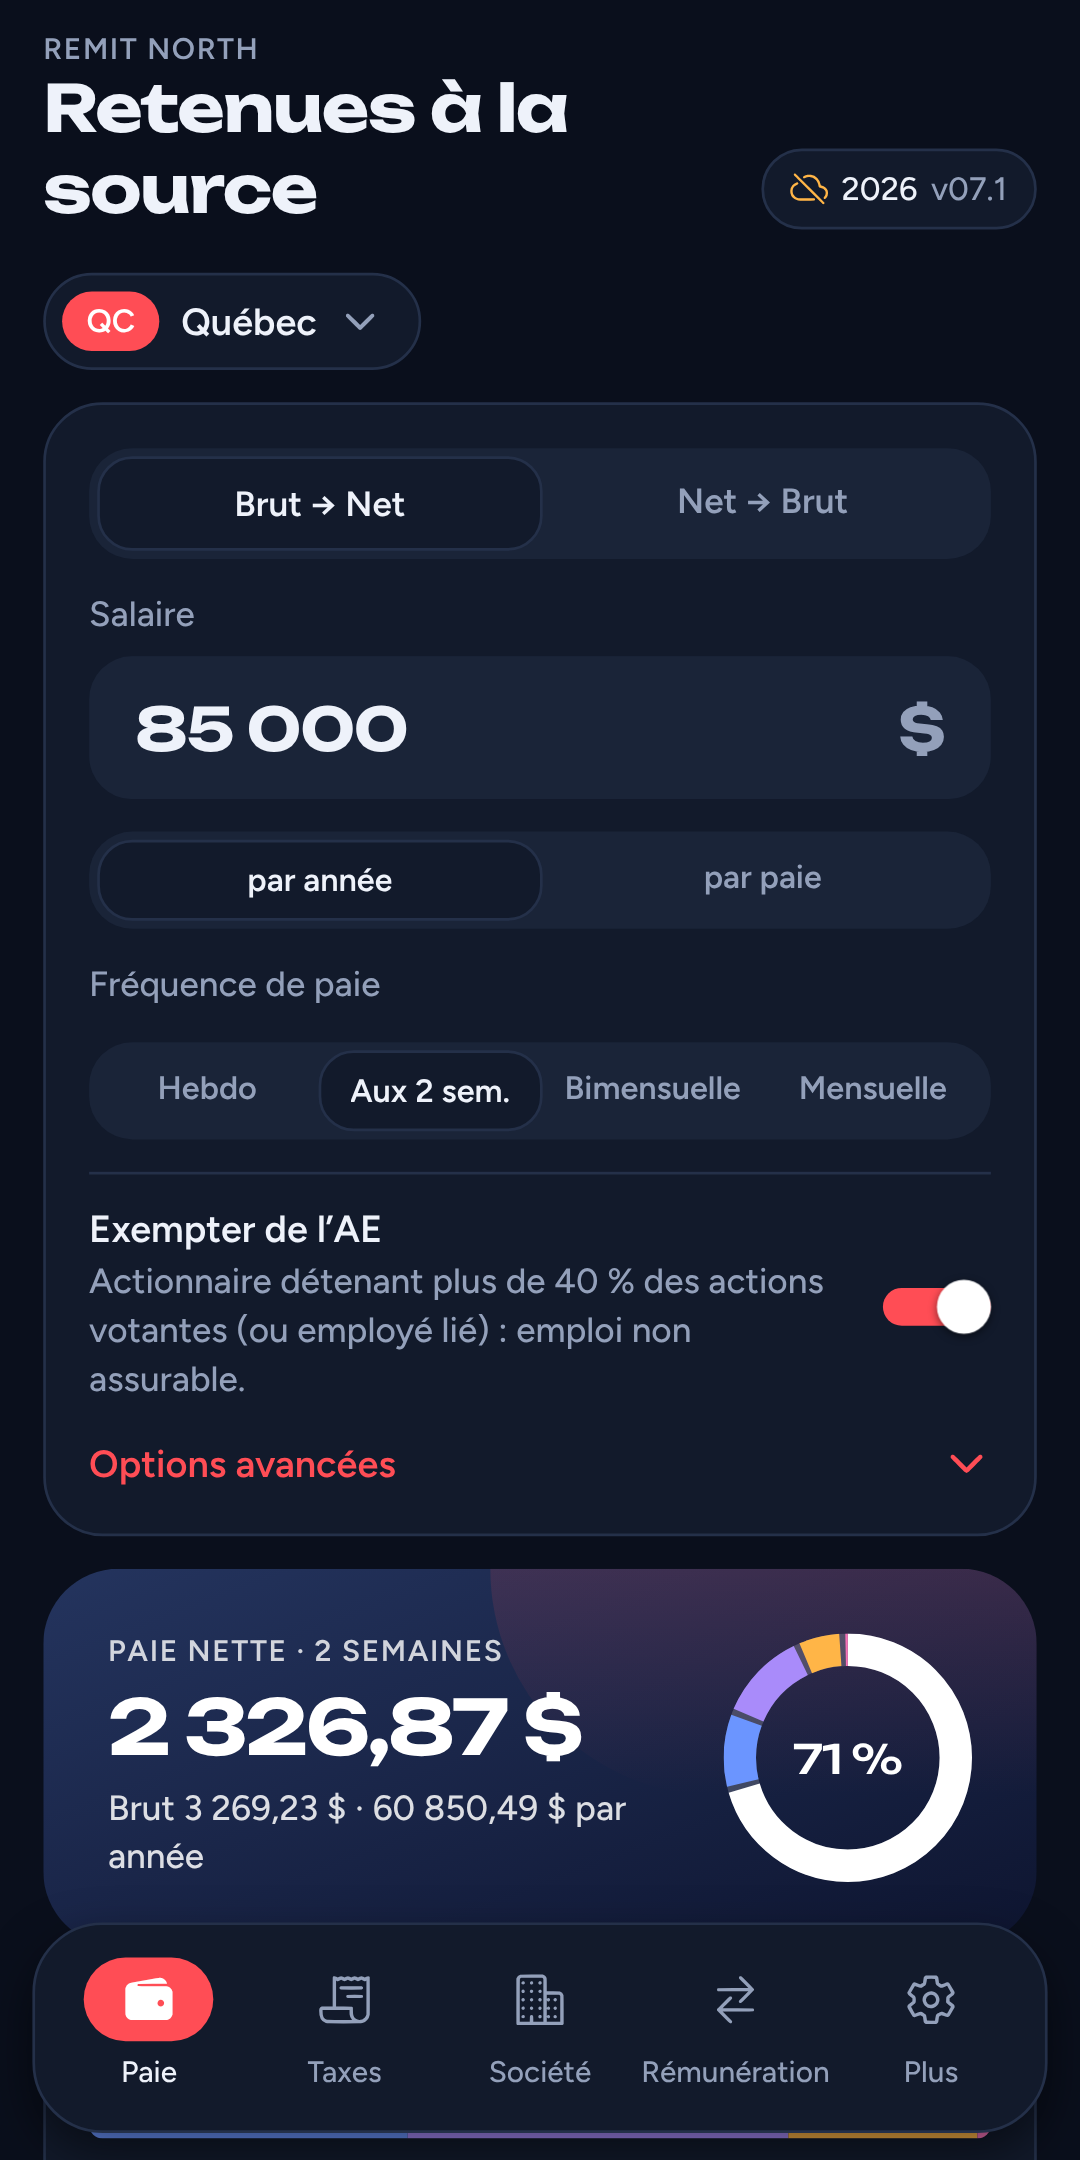 REMIT NORTH
Retenues à la
source
2026 v07.1
QC Québec
Brut → Net
Net → Brut
Salaire
85 000 $
par année
par paie
Fréquence de paie
Hebdo
Aux 2 sem.
Bimensuelle
Mensuelle
Exempter de l’AE
Actionnaire détenant plus de 40 % des actions
votantes (ou employé lié) : emploi non
assurable.
Options avancées
PAIE NETTE · 2 SEMAINES
2 326,87 $
Brut 3 269,23 $ · 60 850,49 $ par
année
71 %
Paie
Taxes
Société
Rémunération
Plus